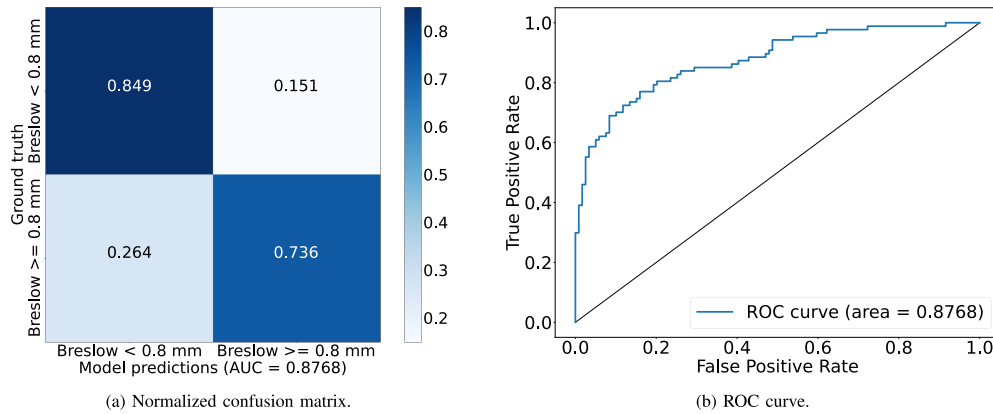 0.849
0.151
0.264
0.736
Ground truth
Breslow >= 0.8 mm Breslow < 0.8 mm
Breslow < 0.8 mm Breslow >= 0.8 mm
Model predictions (AUC = 0.8768)
0.8
0.7
0.6
0.5
0.4
0.3
0.2
(a) Normalized confusion matrix.
True Positive Rate
1.0
0.8
0.6
0.4
0.2
0.0
ROC curve (area = 0.8768)
0.0 0.2 0.4 0.6 0.8 1.0
False Positive Rate
(b) ROC curve.